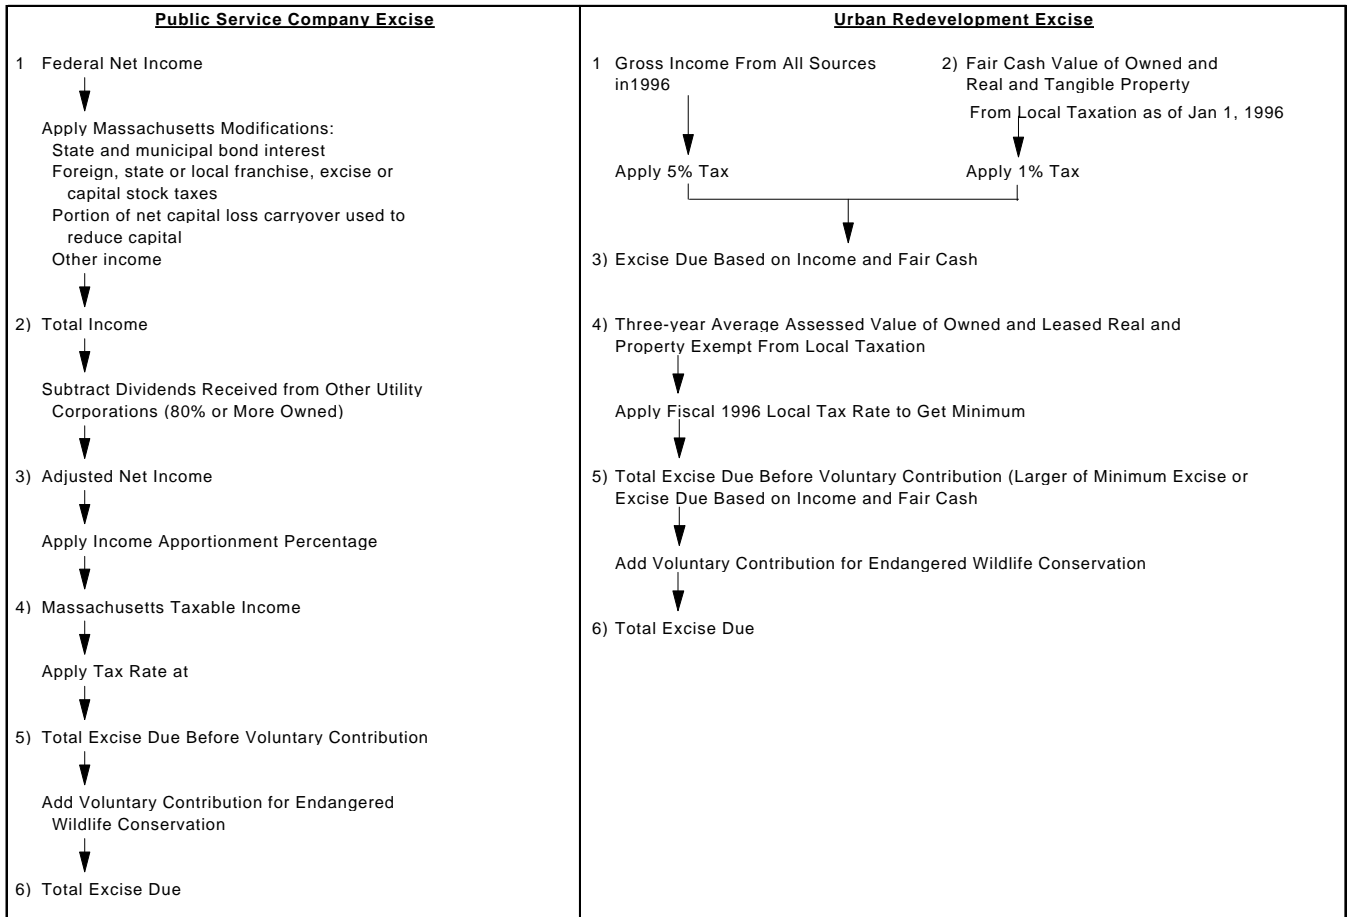 Public Service Company Excise
1 Federal Net Income
Apply Massachusetts Modifications:
State and municipal bond interest
Foreign, state or local franchise, excise or
capital stock taxes
Portion of net capital loss carryover used to
reduce capital
Other income
2) Total Income
Subtract Dividends Received from Other Utility
Corporations (80% or More Owned)
3) Adjusted Net Income
Apply Income Apportionment Percentage
4) Massachusetts Taxable Income
Apply Tax Rate at
5) Total Excise Due Before Voluntary Contribution
Add Voluntary Contribution for Endangered
Wildlife Conservation
6) Total Excise Due
Urban Redevelopment Excise
1 Gross Income From All Sources
in1996
Apply 5% Tax
2) Fair Cash Value of Owned and
Real and Tangible Property
From Local Taxation as of Jan 1, 1996
Apply 1% Tax
3) Excise Due Based on Income and Fair Cash
4) Three-year Average Assessed Value of Owned and Leased Real and
Property Exempt From Local Taxation
Apply Fiscal 1996 Local Tax Rate to Get Minimum
5) Total Excise Due Before Voluntary Contribution (Larger of Minimum Excise or
Excise Due Based on Income and Fair Cash
Add Voluntary Contribution for Endangered Wildlife Conservation
6) Total Excise Due